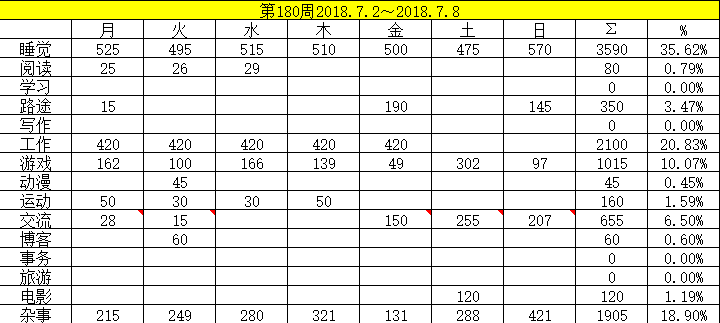 第180周2018.7.2～2018.7.8
月 火 水 木 金 土 日 Σ %
睡觉 525 495 515 510 500 475 570 3590 35.62%
阅读 25 26 29 80 0.79%
学习 0 0.00%
路途 15 190 145 350 3.47%
写作 0 0.00%
工作 420 420 420 420 420 2100 20.83%
游戏 162 100 166 139 49 302 97 1015 10.07%
动漫 45 45 0.45%
运动 50 30 30 50 160 1.59%
交流 28 15 150 255 207 655 6.50%
博客 60 60 0.60%
事务 0 0.00%
旅游 0 0.00%
电影 120 120 1.19%
杂事 215 249 280 321 131 288 421 1905 18.90%